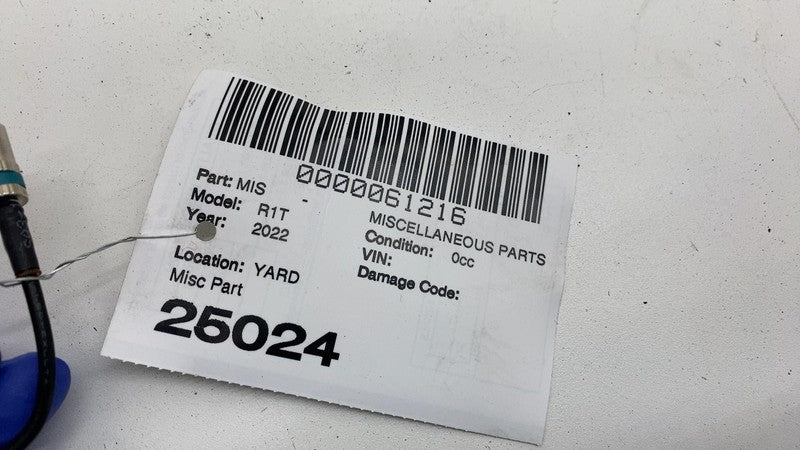 0000061216
Part: MIS - MISCELLANEOUS PARTS
Model: R1T Condition: 0cc
Year: 2022 VIN:
Location: YARD Damage Code:
Misc Part
25024